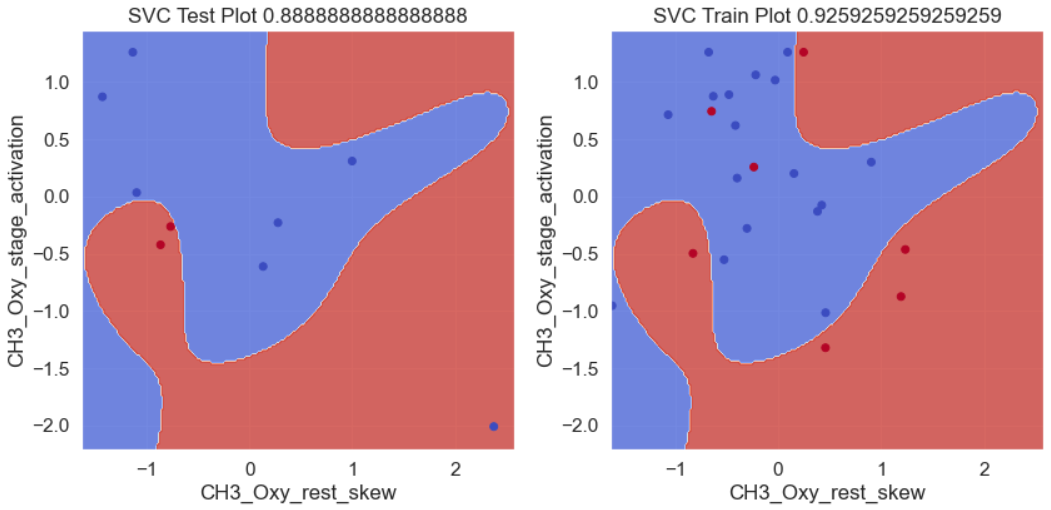 SVC Test Plot 0.8888888888888888
CH3_Oxy_stage_activation
1.0
0.5
0.0
−0.5
−1.0
−1.5
−2.0
−1 0 1 2
CH3_Oxy_rest_skew
SVC Train Plot 0.9259259259259259
CH3_Oxy_stage_activation
1.0
0.5
0.0
−0.5
−1.0
−1.5
−2.0
−1 0 1 2
CH3_Oxy_rest_skew